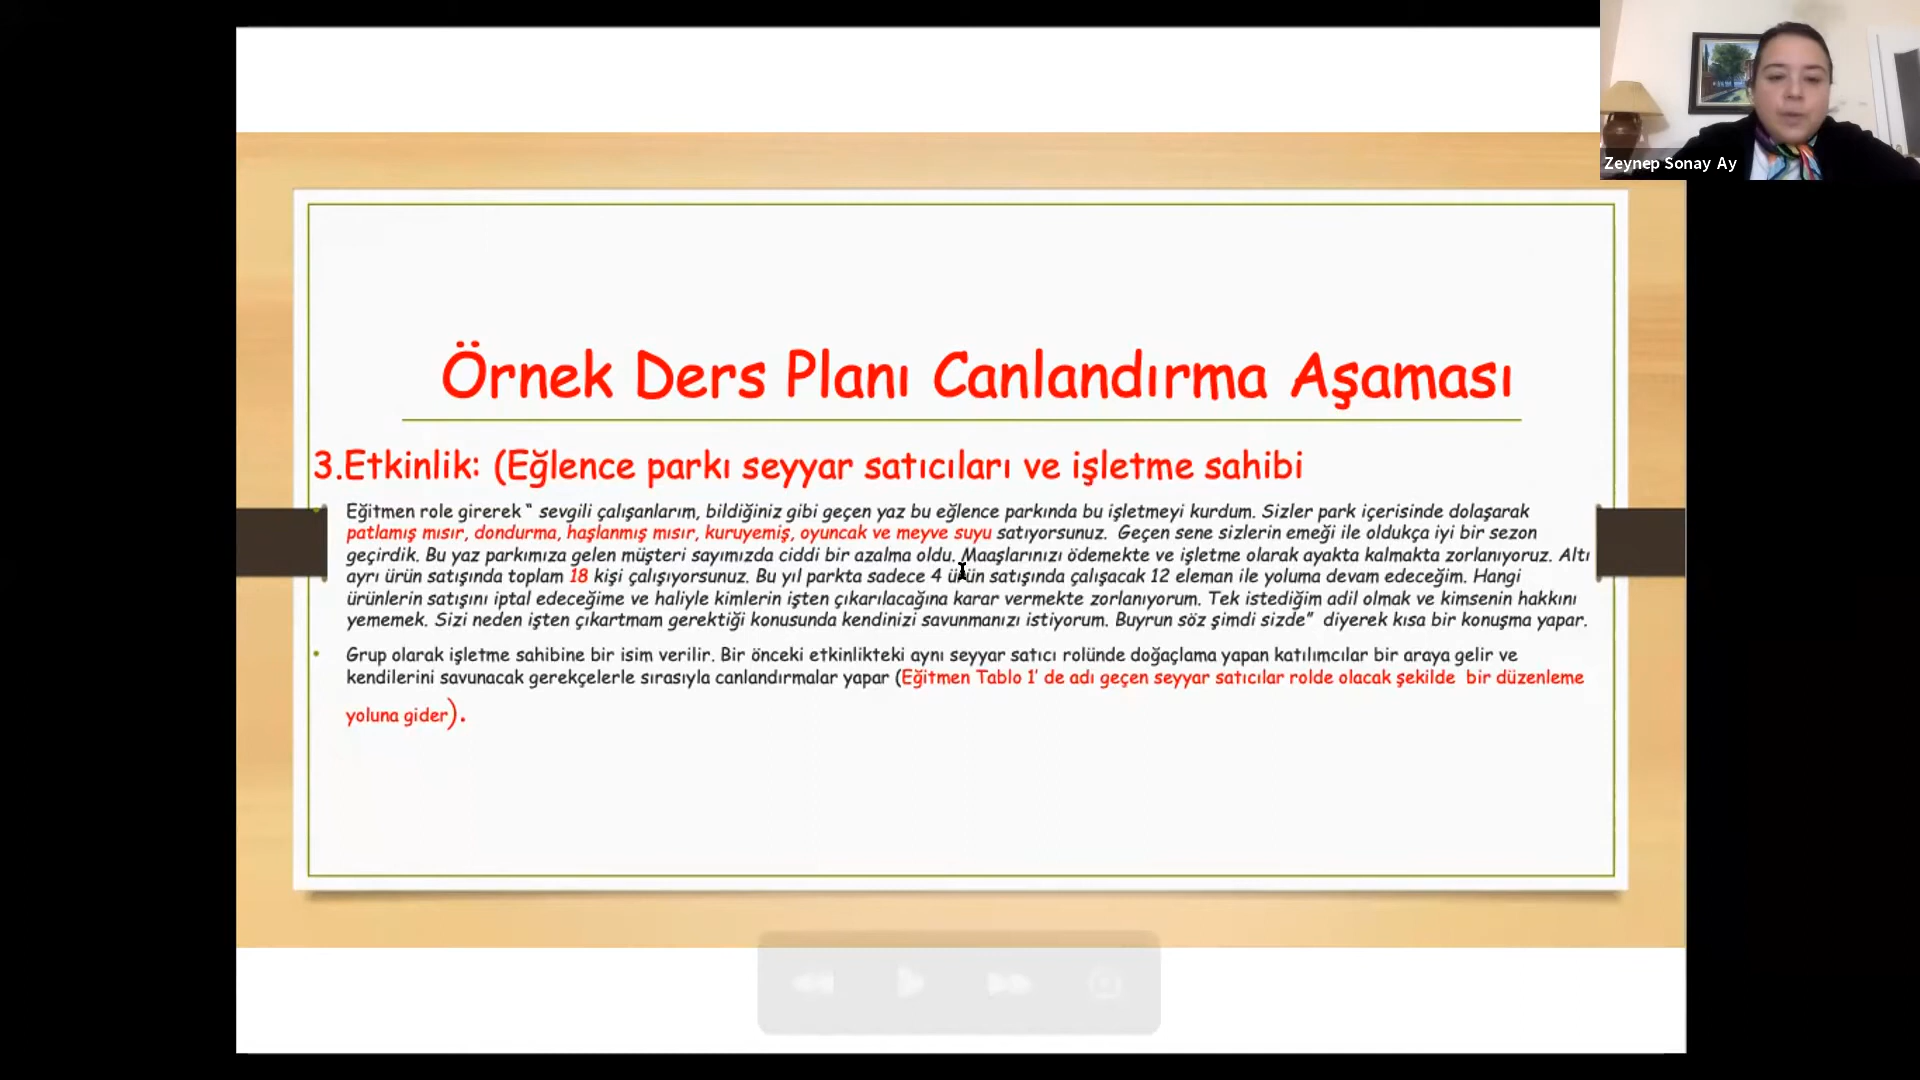 Zeynep Sonay Ay
Örnek Ders Planı Canlandırma Aşaması
3.Etkinlik: (Eğlence parkı seyyar satıcıları ve işletme sahibi
Eğitmen role girerek “ sevgili çalışanlarım, bildiğiniz gibi geçen yaz bu eğlence parkında bu işletmeyi kurdum. Sizler park içerisinde dolaşarak
patlamış mısır, dondurma, haşlanmış mısır, kuruyemiş, oyuncak ve meyve suyu satıyorsunuz. Geçen sene sizlerin emeği ile oldukça iyi bir sezon
geçirdik. Bu yaz parkımıza gelen müşteri sayımızda ciddi bir azalma oldu. Maaşlarınızı ödemekte ve işletme olarak ayakta kalmakta zorlanıyoruz. Altı
ayrı ürün satışında toplam 18 kişi çalışıyorsunuz. Bu yıl parkta sadece 4 ürün satışında çalışacak 12 eleman ile yoluma devam edeceğim. Hangi
ürünlerin satışını iptal edeceğime ve haliyle kimlerin işten çıkarılacağına karar vermekte zorlanıyorum. Tek istediğim adil olmak ve kimsenin hakkını
yememek. Sizi neden işten çıkartmam gerektiği konusunda kendinizi savunmanızı istiyorum. Buyrun söz şimdi sizde” diyerek kısa bir konuşma yapar.
Grup olarak işletme sahibine bir isim verilir. Bir önceki etkinlikteki aynı seyyar satıcı rolünde doğaçlama yapan katılımcılar bir araya gelir ve
kendilerini savunacak gerekçelerle sırasıyla canlandırmalar yapar (Eğitmen Tablo 1’ de adı geçen seyyar satıcılar rolde olacak şekilde bir düzenleme
yoluna gider).